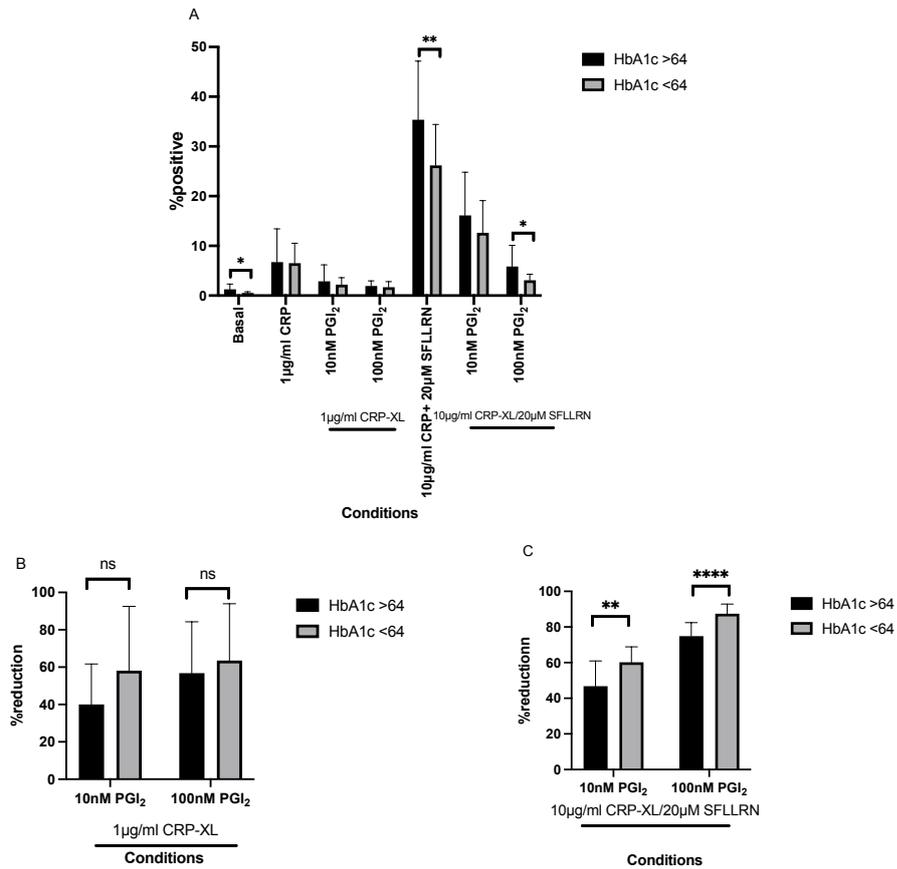 A
%positive
50
40
30
20
10
0
*
**
*
HbA1c >64
HbA1c <64
Basal
1µg/ml CRP
10nM PGI₂
100nM PGI₂
10µg/ml CRP+ 20µM SFLLRN
10nM PGI₂
100nM PGI₂
1µg/ml CRP-XL
10µg/ml CRP-XL/20µM SFLLRN
Conditions
B
%reduction
100
80
60
40
20
0
ns
ns
HbA1c >64
HbA1c <64
10nM PGI₂
100nM PGI₂
1µg/ml CRP-XL
Conditions
C
%reductionn
100
80
60
40
20
0
**
****
HbA1c >64
HbA1c <64
10nM PGI₂
100nM PGI₂
10µg/ml CRP-XL/20µM SFLLRN
Conditions